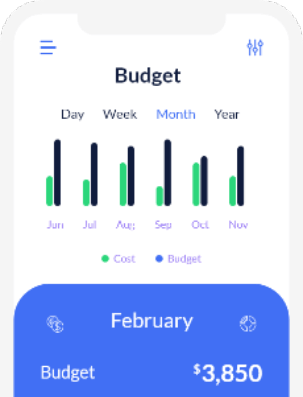 Budget
Day Week Month Year
Jun Jul Aug Sep Oct Nov
Cost Budget
February
Budget $3,850